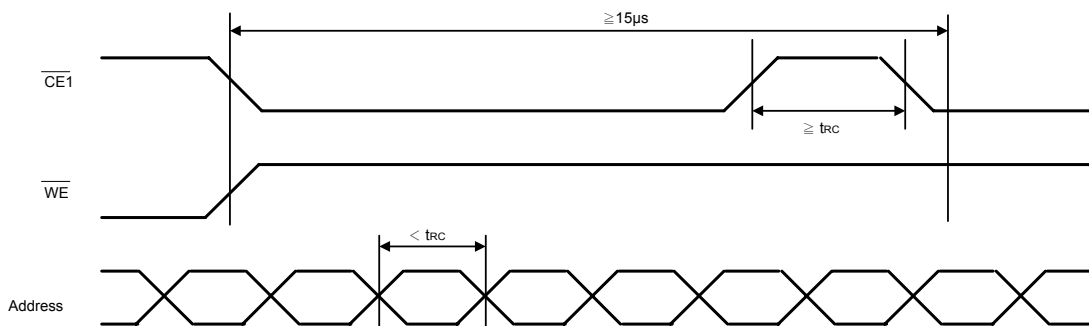 ≧15μs
CE1
≧ tRC
WE
< tRC
Address